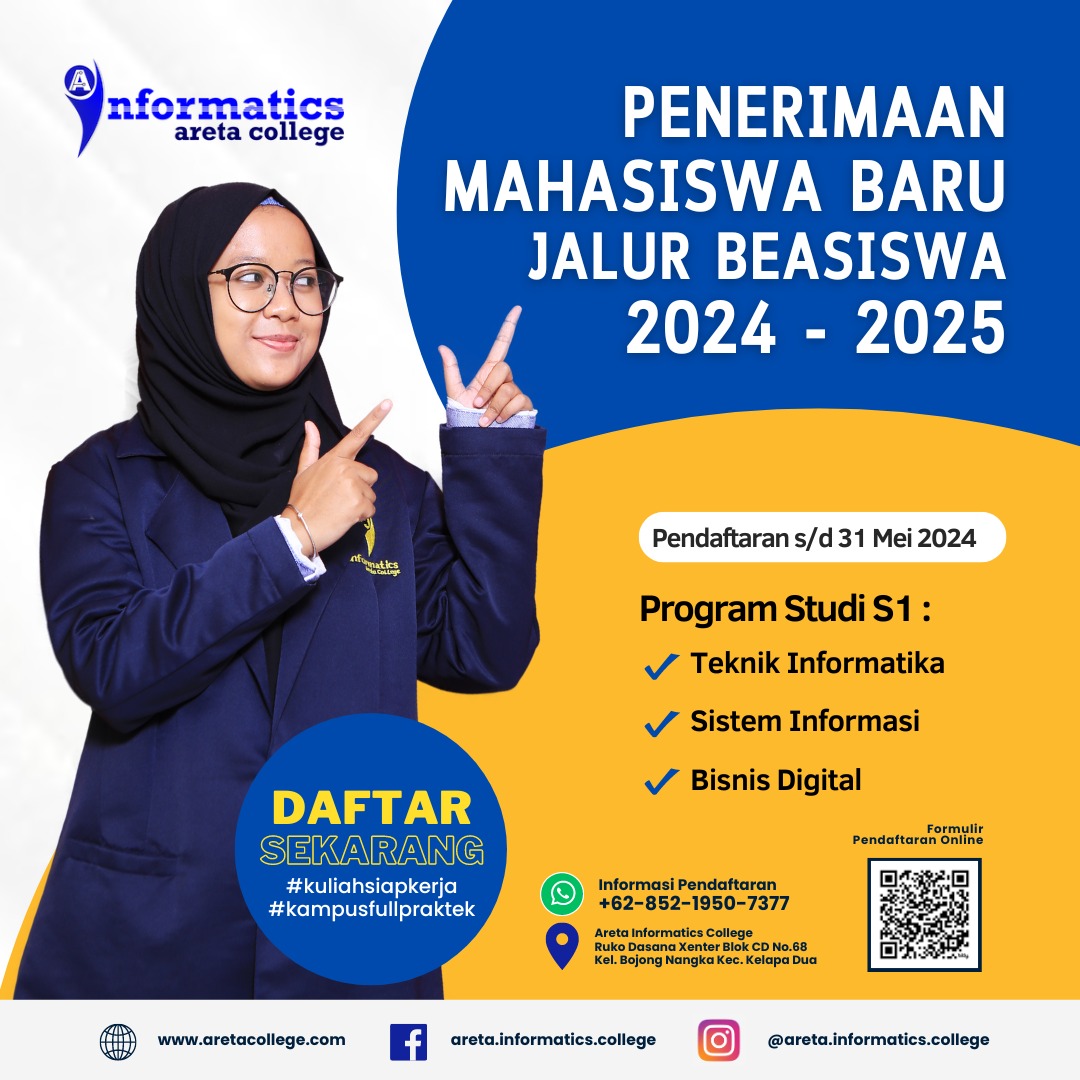 A
Informatics
areta college
PENERIMAAN
MAHASISWA BARU
JALUR BEASISWA
2024 - 2025
Informatics
Areta College
Pendaftaran s/d 31 Mei 2024
Program Studi S1 :
Teknik Informatika
Sistem Informasi
Bisnis Digital
DAFTAR
SEKARANG
#kuliahsiapkerja
#kampusfullpraktek
Formulir
Pendaftaran Online
Informasi Pendaftaran
+62-852-1950-7377
Areta Informatics College
Ruko Dasana Xenter Blok CD No.68
Kel. Bojong Nangka Kec. Kelapa Dua
www.aretacollege.com
areta.informatics.college
@areta.informatics.college